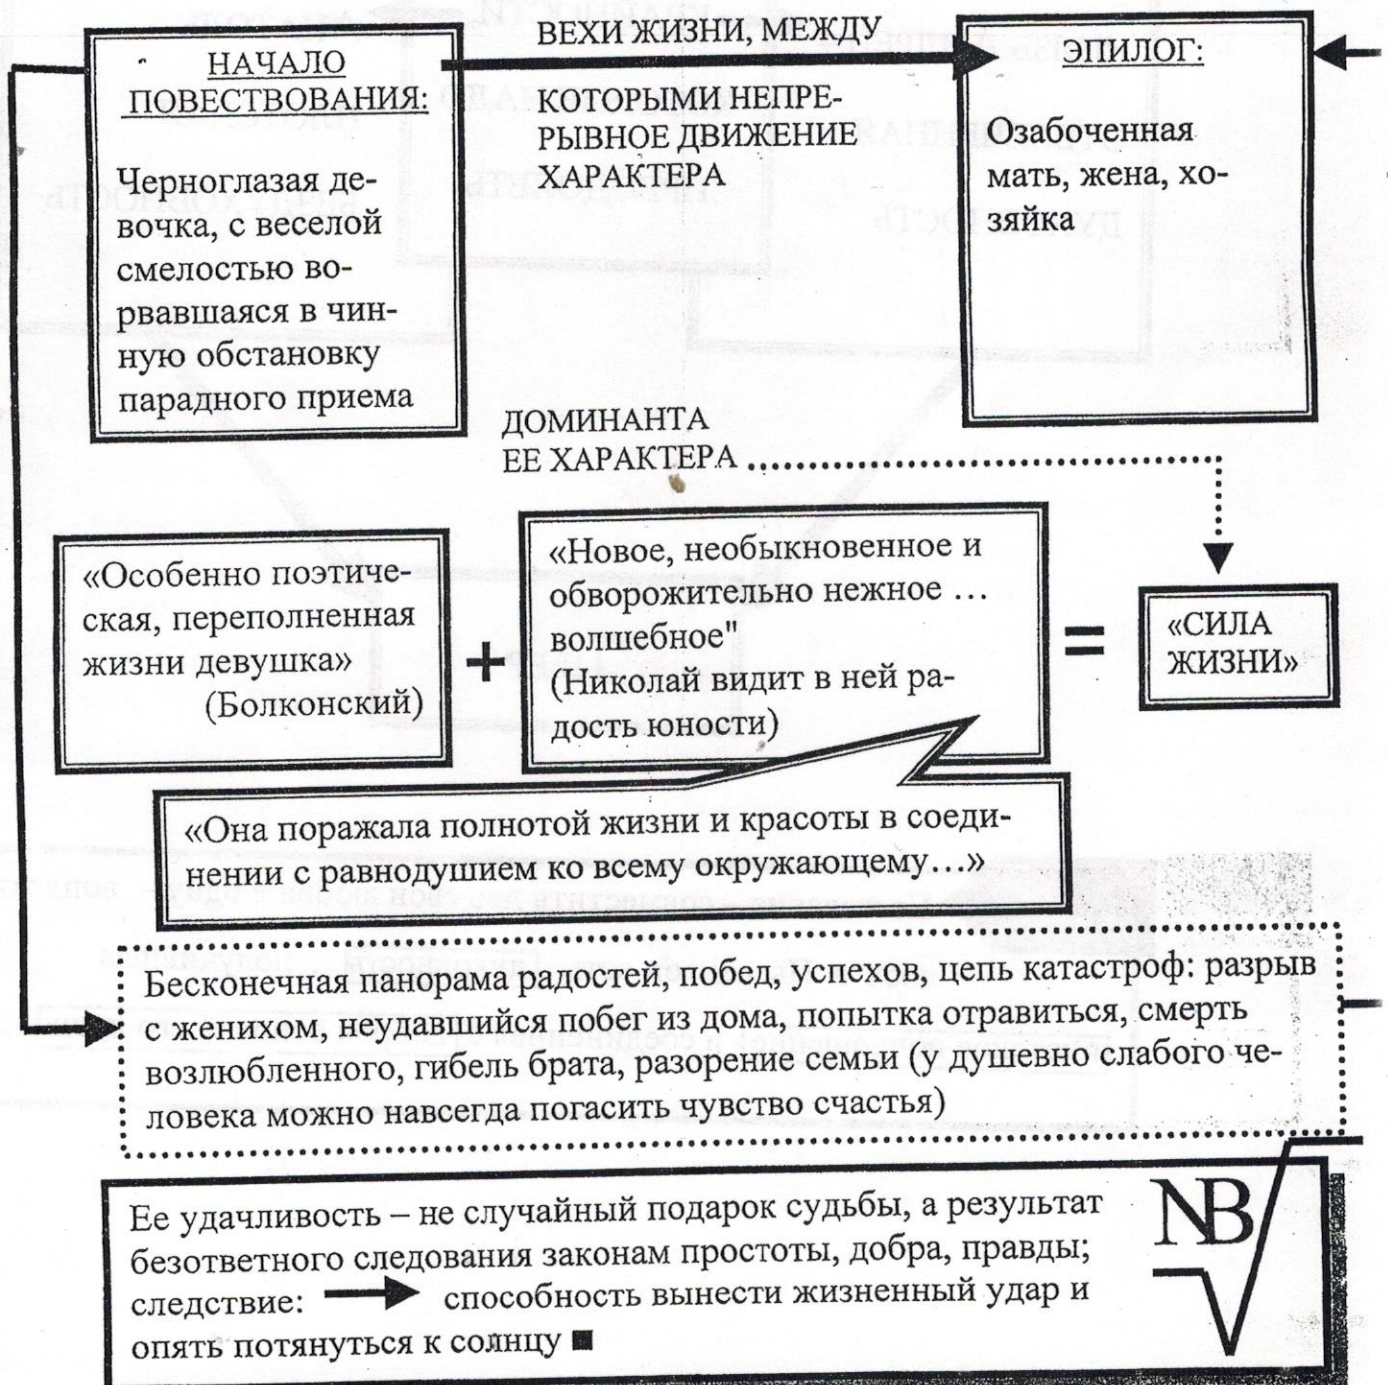 НАЧАЛО
ПОВЕСТВОВАНИЯ:
Черноглазая де-
вочка, с веселой
смелостью во-
рвавшаяся в чин-
ную обстановку
парадного приема
ВЕХИ ЖИЗНИ, МЕЖДУ
КОТОРЫМИ НЕПРЕ-
РЫВНОЕ ДВИЖЕНИЕ
ХАРАКТЕРА
ЭПИЛОГ:
Озабоченная
мать, жена, хо-
зяйка
ДОМИНАНТА
ЕЕ ХАРАКТЕРА
«Особенно поэтиче-
ская, переполненная
жизни девушка»
(Болконский)
+
«Новое, необыкновенное и
обворожительно нежное …
волшебное"
(Николай видит в ней ра-
дость юности)
=
«СИЛА
ЖИЗНИ»
«Она поражала полнотой жизни и красоты в соеди-
нении с равнодушием ко всему окружающему…»
Бесконечная панорама радостей, побед, успехов, цепь катастроф: разрыв
с женихом, неудавшийся побег из дома, попытка отравиться, смерть
возлюбленного, гибель брата, разорение семьи (у душевно слабого че-
ловека можно навсегда погасить чувство счастья)
Ее удачливость – не случайный подарок судьбы, а результат
безответного следования законам простоты, добра, правды;
следствие: способность вынести жизненный удар и
опять потянуться к солнцу ■
NB